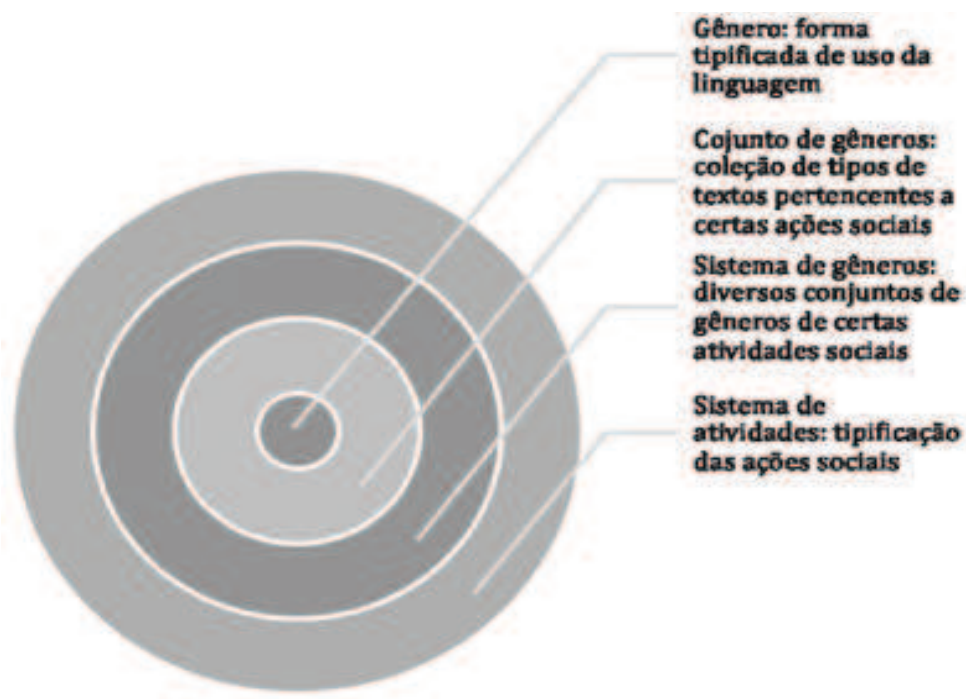 Gênero: forma
tipificada de uso da
linguagem
Cojunto de gêneros:
coleção de tipos de
textos pertencentes a
certas ações sociais
Sistema de gêneros:
diversos conjuntos de
gêneros de certas
atividades sociais
Sistema de
atividades: tipificação
das ações sociais